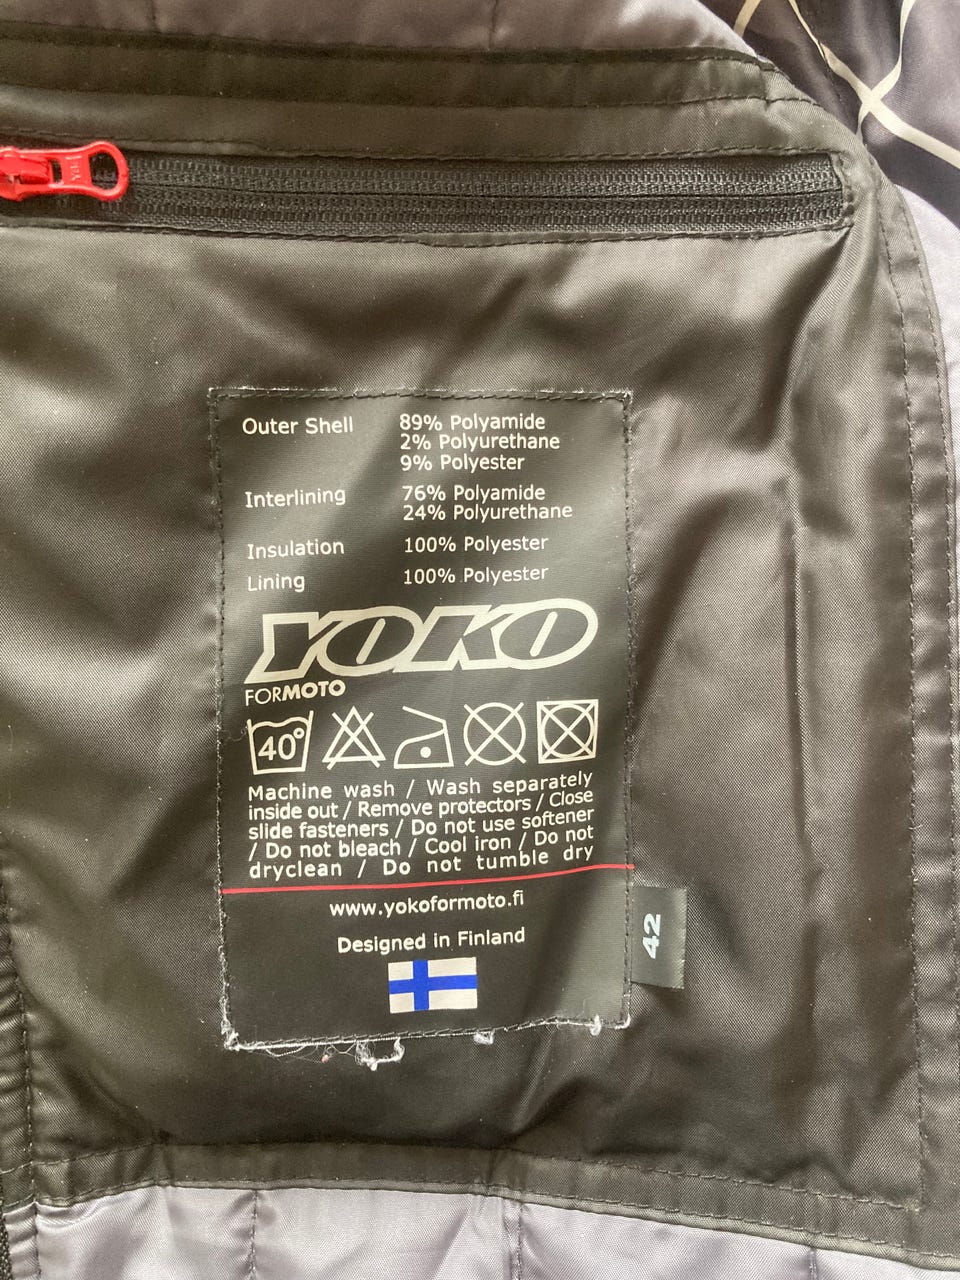 Outer Shell 89% Polyamide
2% Polyurethane
9% Polyester
Interlining 76% Polyamide
24% Polyurethane
Insulation 100% Polyester
Lining 100% Polyester
YOKO
FORMOTO
40°
Machine wash / Wash separately
inside out / Remove protectors / Close
slide fasteners / Do not use softener
/ Do not bleach / Cool iron / Do not
dryclean / Do not tumble dry
www.yokoformoto.fi
42
Designed in Finland